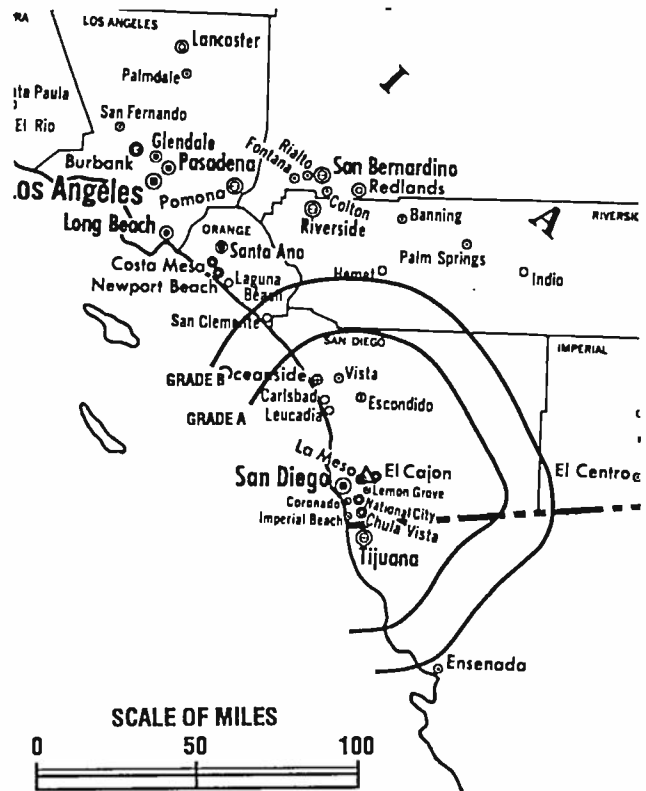 RA
LOS ANGELES
Lancaster
Palmdale
ita Paula
San Fernando
El Rio
I
Glendale
Burbank
Pasadena
Rialto
Fontana
San Bernardino
.os Angeles
Pomona
Redlands
Colton
Riverside
Banning
A
RIVERSIC
Long Beach
ORANGE
Santa Ana
Palm Springs
Costa Mesa
Newport Beach
Laguna
Beach
Hemet
Indio
San Clemente
SAN DIEGO
IMPERIAL
GRADE B
Oceanside
Vista
GRADE A
Carlsbad
Leucadia
Escondido
La Mesa
El Cajon
El Centro
San Diego
Lemon Grove
Coronado
National City
Imperial Beach
Chula Vista
Tijuana
Ensenada
SCALE OF MILES
0 50 100